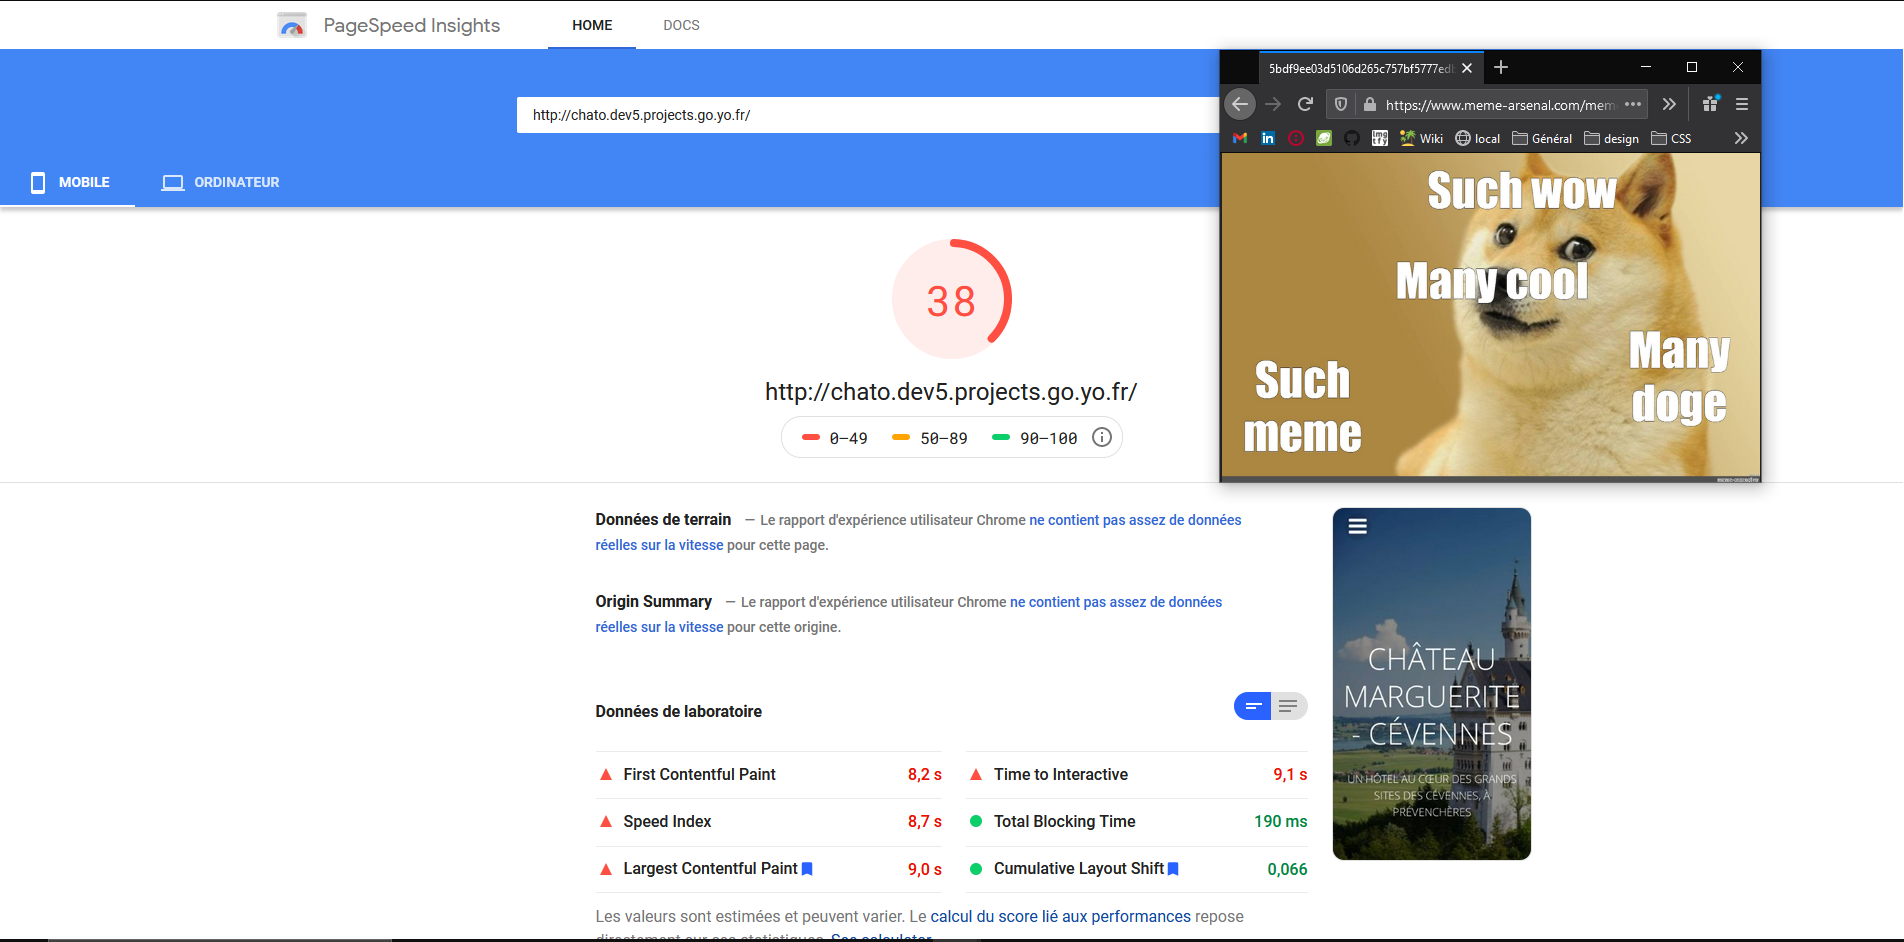 PageSpeed Insights
HOME
DOCS
http://chato.dev5.projects.go.yo.fr/
MOBILE
ORDINATEUR
5bdf9ee03d5106d265c757bf5777ed
https://www.meme-arsenal.com/mem
Wiki
local
Général
design
CSS
Such wow
Many cool
Many
doge
Such
meme
38
http://chato.dev5.projects.go.yo.fr/
0–49
50–89
90–100
Données de terrain — Le rapport d'expérience utilisateur Chrome ne contient pas assez de données
réelles sur la vitesse pour cette page.
Origin Summary — Le rapport d'expérience utilisateur Chrome ne contient pas assez de données
réelles sur la vitesse pour cette origine.
Données de laboratoire
First Contentful Paint 8,2 s
Time to Interactive 9,1 s
Speed Index 8,7 s
Total Blocking Time 190 ms
Largest Contentful Paint 9,0 s
Cumulative Layout Shift 0,066
Les valeurs sont estimées et peuvent varier. Le calcul du score lié aux performances repose
directement sur ces statistiques. See calculator.
CHÂTEAU
MARGUERITE
- CÉVENNES
UN HÔTEL AU CŒUR DES GRANDS
SITES DES CÉVENNES, À
PRÉVENCHÈRES